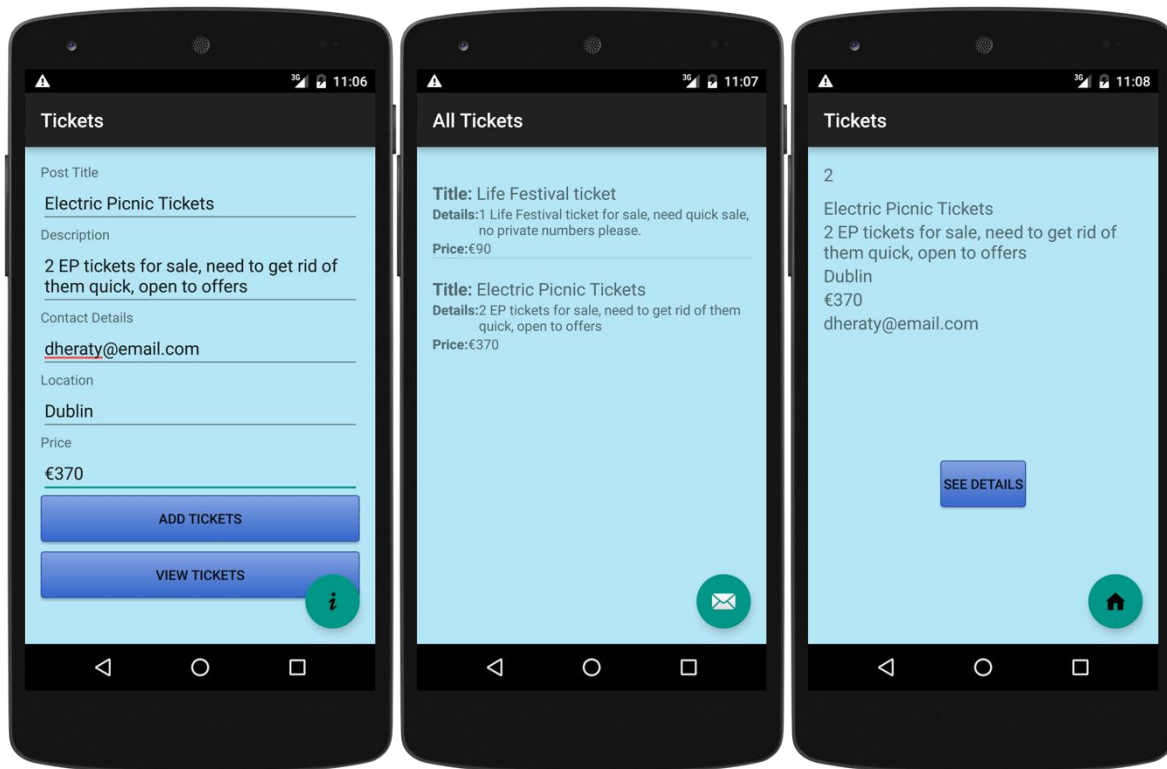 3G 11:06
Tickets
Post Title
Electric Picnic Tickets
Description
2 EP tickets for sale, need to get rid of
them quick, open to offers
Contact Details
dheraty@email.com
Location
Dublin
Price
€370
ADD TICKETS
VIEW TICKETS
i
3G 11:07
All Tickets
Title: Life Festival ticket
Details:1 Life Festival ticket for sale, need quick sale,
no private numbers please.
Price:€90
Title: Electric Picnic Tickets
Details:2 EP tickets for sale, need to get rid of them
quick, open to offers
Price:€370
3G 11:08
Tickets
2
Electric Picnic Tickets
2 EP tickets for sale, need to get rid of
them quick, open to offers
Dublin
€370
dheraty@email.com
SEE DETAILS